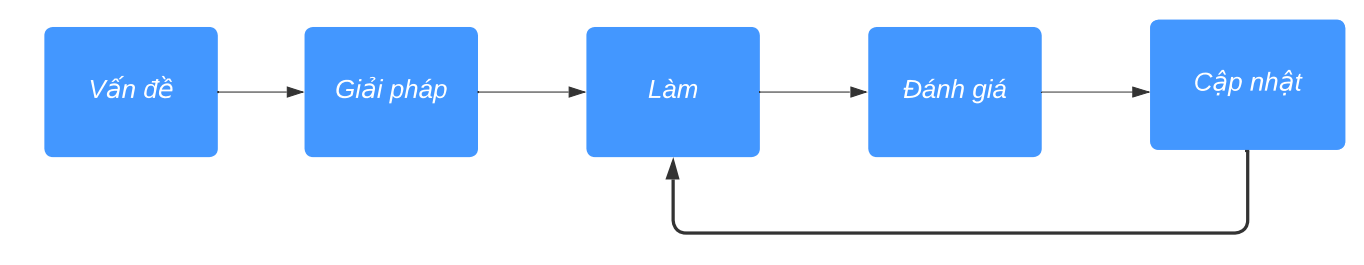 Vấn đề
Giải pháp
Làm
Đánh giá
Cập nhật